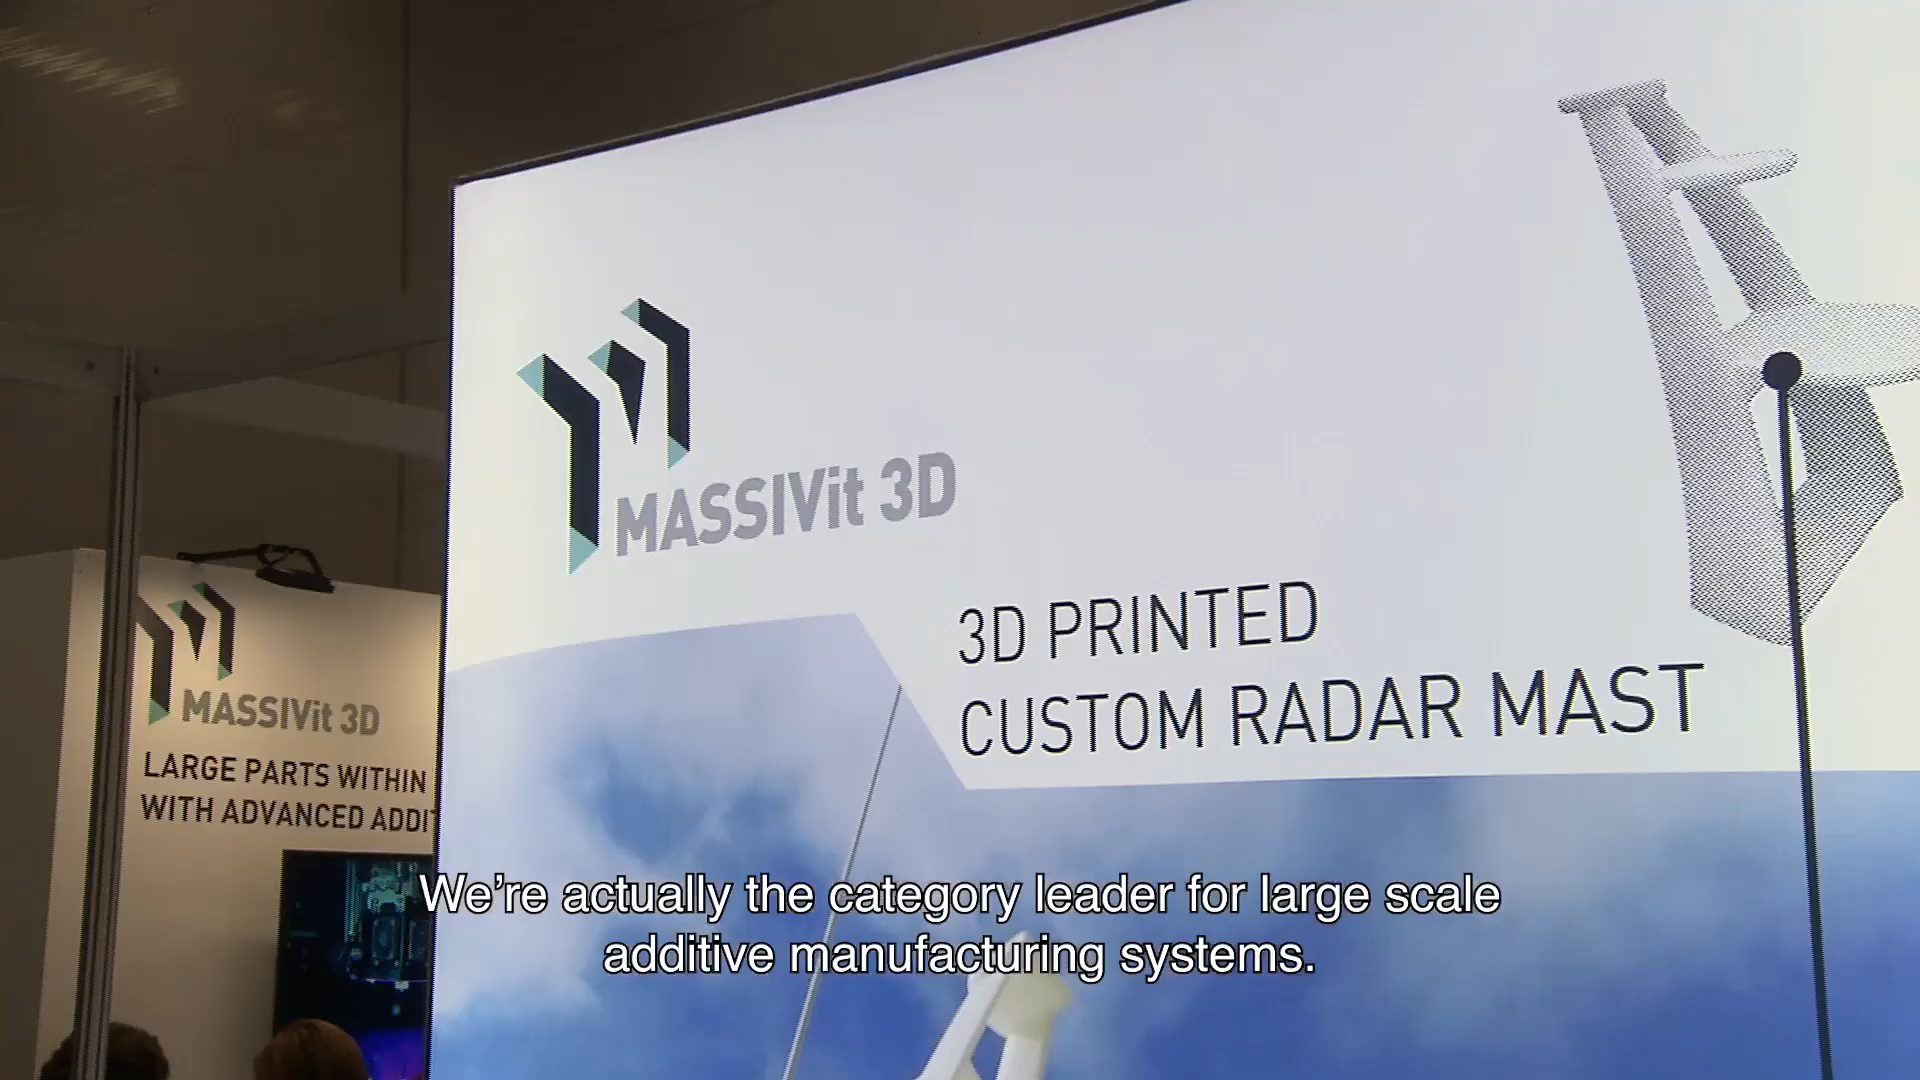 MASSIVit 3D
3D PRINTED
CUSTOM RADAR MAST
MASSIVit 3D
LARGE PARTS WITHIN
WITH ADVANCED
We’re actually the category leader for large scale
additive manufacturing systems.